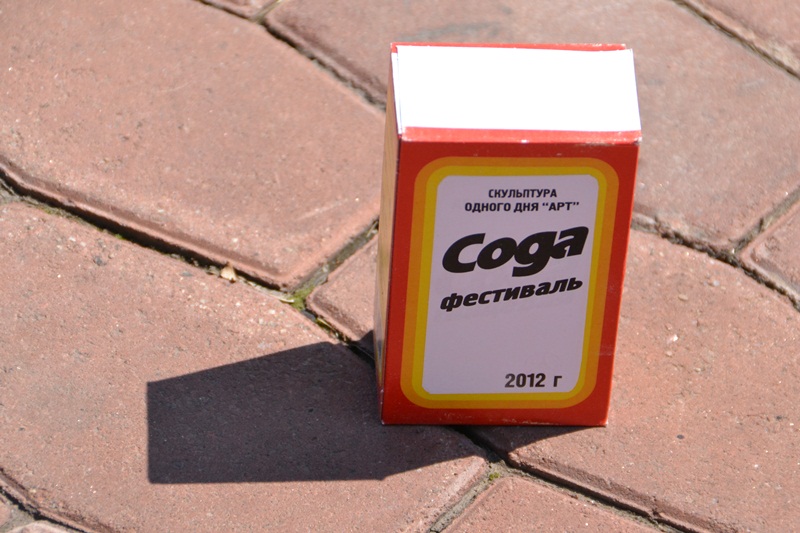 СКУЛЬПТУРА
ОДНОГО ДНЯ "АРТ"
Сода
фестиваль
2012 г